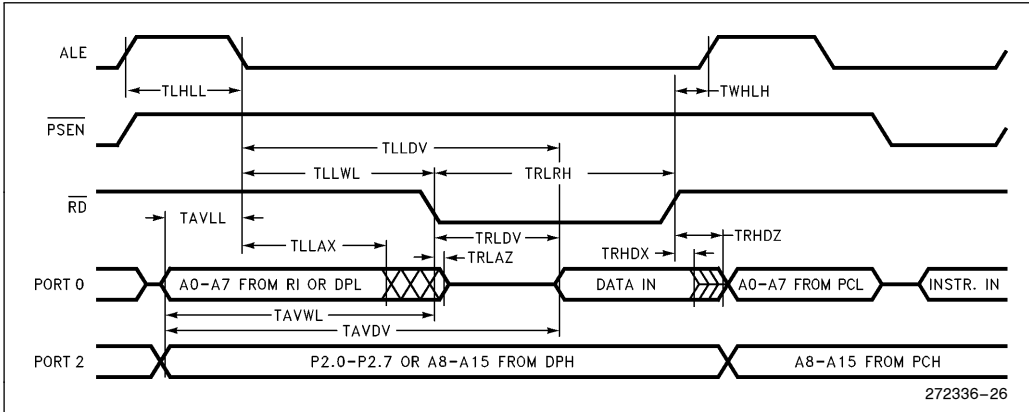 ALE
TLHLL
TWHLH
PSEN
TLLDV
TLLWL
TRLRH
RD
TAVLL
TRLDV
TRHDZ
TLLAX
TRLAZ
TRHDX
PORT 0
A0–A7 FROM RI OR DPL
DATA IN
A0–A7 FROM PCL
INSTR. IN
TAVWL
TAVDV
PORT 2
P2.0–P2.7 OR A8–A15 FROM DPH
A8–A15 FROM PCH
272336–26